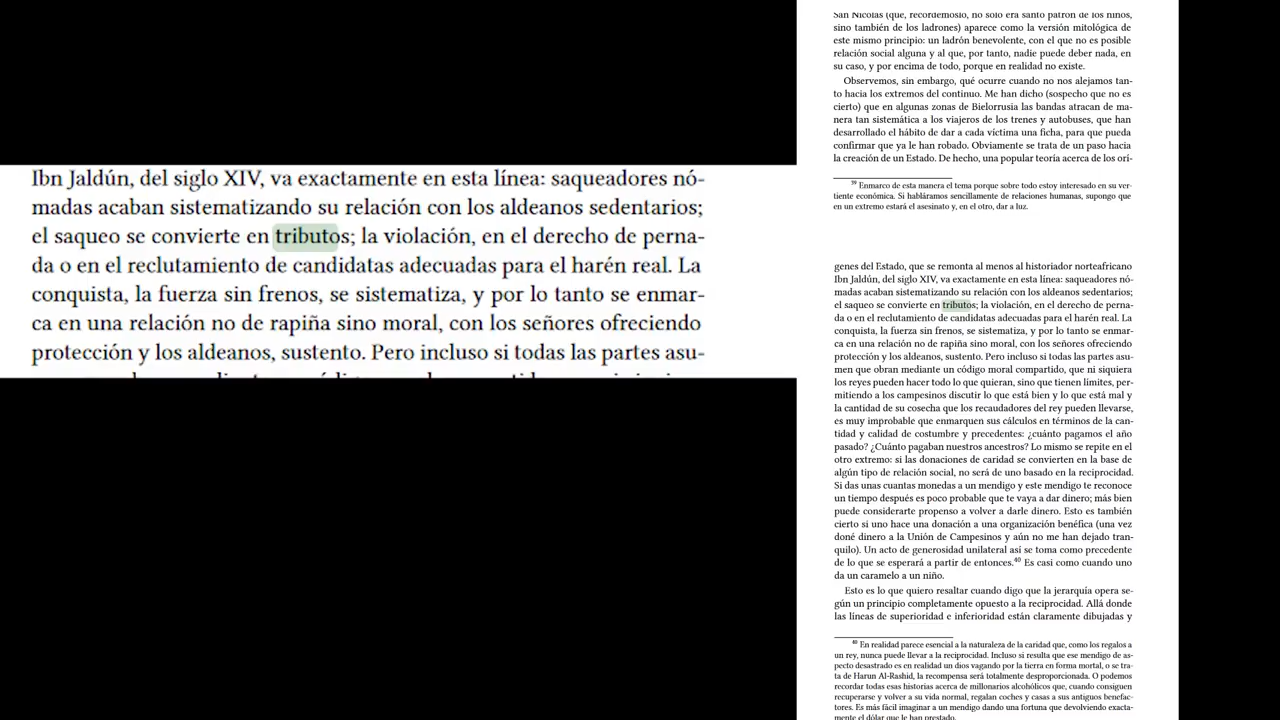 Ibn Jaldún, del siglo XIV, va exactamente en esta línea: saqueadores nó-
madas acaban sistematizando su relación con los aldeanos sedentarios;
el saqueo se convierte en tributos; la violación, en el derecho de perna-
da o en el reclutamiento de candidatas adecuadas para el harén real. La
conquista, la fuerza sin frenos, se sistematiza, y por lo tanto se enmar-
ca en una relación no de rapiña sino moral, con los señores ofreciendo
protección y los aldeanos, sustento. Pero incluso si todas las partes asu-
San Nicolás (que, recordémoslo, no sólo era santo patrón de los niños,
sino también de los ladrones) aparece como la versión mitológica de
este mismo principio: un ladrón benevolente, con el que no es posible
relación social alguna y al que, por tanto, nadie puede deber nada, en
su caso, y por encima de todo, porque en realidad no existe.
Observemos, sin embargo, qué ocurre cuando no nos alejamos tan-
to hacia los extremos del continuo. Me han dicho (sospecho que no es
cierto) que en algunas zonas de Bielorrusia las bandas atracan de ma-
nera tan sistemática a los viajeros de los trenes y autobuses, que han
desarrollado el hábito de dar a cada víctima una ficha, para que pueda
confirmar que ya le han robado. Obviamente se trata de un paso hacia
la creación de un Estado. De hecho, una popular teoría acerca de los orí-
39 Enmarco de esta manera el tema porque sobre todo estoy interesado en su ver-
tiente económica. Si habláramos sencillamente de relaciones humanas, supongo que
en un extremo estará el asesinato y, en el otro, dar a luz.
genes del Estado, que se remonta al menos al historiador norteafricano
Ibn Jaldún, del siglo XIV, va exactamente en esta línea: saqueadores nó-
madas acaban sistematizando su relación con los aldeanos sedentarios;
el saqueo se convierte en tributos; la violación, en el derecho de perna-
da o en el reclutamiento de candidatas adecuadas para el harén real. La
conquista, la fuerza sin frenos, se sistematiza, y por lo tanto se enmar-
ca en una relación no de rapiña sino moral, con los señores ofreciendo
protección y los aldeanos, sustento. Pero incluso si todas las partes asu-
men que obran mediante un código moral compartido, que ni siquiera
los reyes pueden hacer todo lo que quieran, sino que tienen límites, per-
mitiendo a los campesinos discutir lo que está bien y lo que está mal y
la cantidad de su cosecha que los recaudadores del rey pueden llevarse,
es muy improbable que enmarquen sus cálculos en términos de la can-
tidad y calidad de costumbre y precedentes: ¿cuánto pagamos el año
pasado? ¿Cuánto pagaban nuestros ancestros? Lo mismo se repite en el
otro extremo: si las donaciones de caridad se convierten en la base de
algún tipo de relación social, no será de uno basado en la reciprocidad.
Si das unas cuantas monedas a un mendigo y este mendigo te reconoce
un tiempo después es poco probable que te vaya a dar dinero; más bien
puede considerarte propenso a volver a darle dinero. Esto es también
cierto si uno hace una donación a una organización benéfica (una vez
doné dinero a la Unión de Campesinos y aún no me han dejado tran-
quilo). Un acto de generosidad unilateral así se toma como precedente
de lo que se esperará a partir de entonces.40 Es casi como cuando uno
da un caramelo a un niño.
Esto es lo que quiero resaltar cuando digo que la jerarquía opera se-
gún un principio completamente opuesto a la reciprocidad. Allá donde
las líneas de superioridad e inferioridad están claramente dibujadas y
40 En realidad parece esencial a la naturaleza de la caridad que, como los regalos a
un rey, nunca puede llevar a la reciprocidad. Incluso si resulta que ese mendigo de as-
pecto desastrado es en realidad un dios vagando por la tierra en forma mortal, o se tra-
ta de Harun Al-Rashid, la recompensa será totalmente desproporcionada. O podemos
recordar todas esas historias acerca de millonarios alcohólicos que, cuando consiguen
recuperarse y volver a su vida normal, regalan coches y casas a sus antiguos benefac-
tores. Es más fácil imaginar a un mendigo dando una fortuna que devolviendo exacta-
mente el dólar que le han prestado.